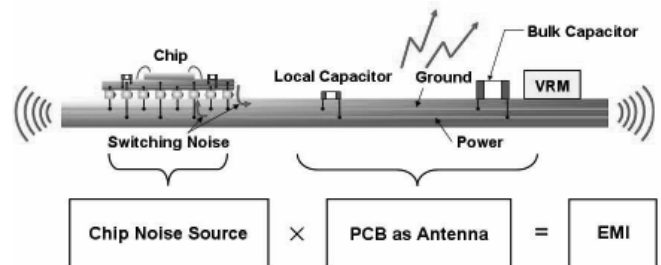 Chip
Bulk Capacitor
Local Capacitor
Ground
VRM
Switching Noise
Power
Chip Noise Source × PCB as Antenna = EMI